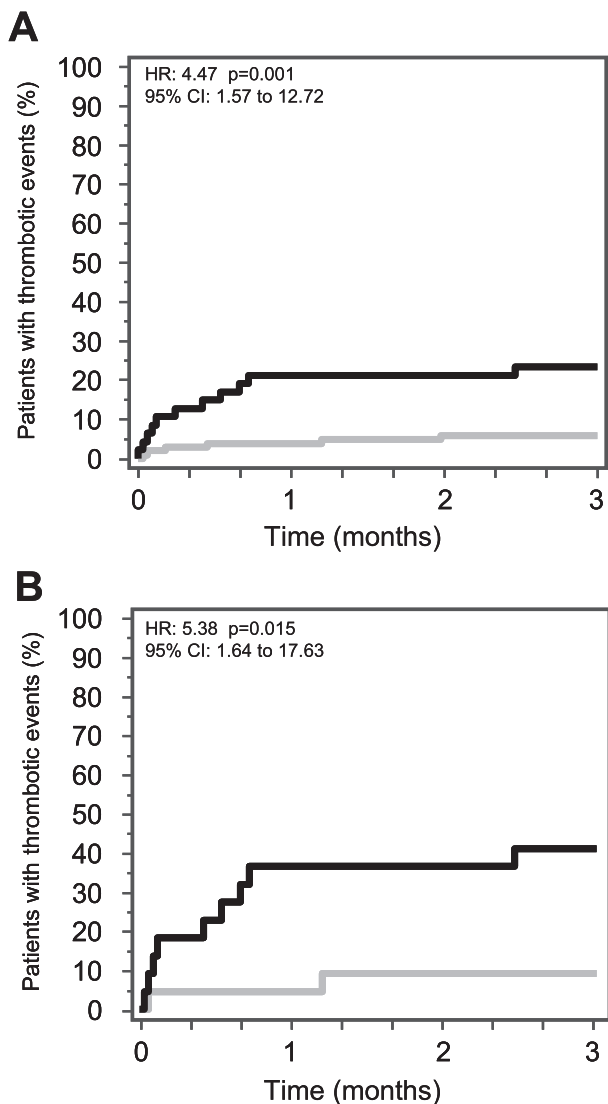 A
Patients with thrombotic events (%)
HR: 4.47 p=0.001
95% CI: 1.57 to 12.72
100
90
80
70
60
50
40
30
20
10
0
0 1 2 3
Time (months)
B
Patients with thrombotic events (%)
HR: 5.38 p=0.015
95% CI: 1.64 to 17.63
100
90
80
70
60
50
40
30
20
10
0
0 1 2 3
Time (months)